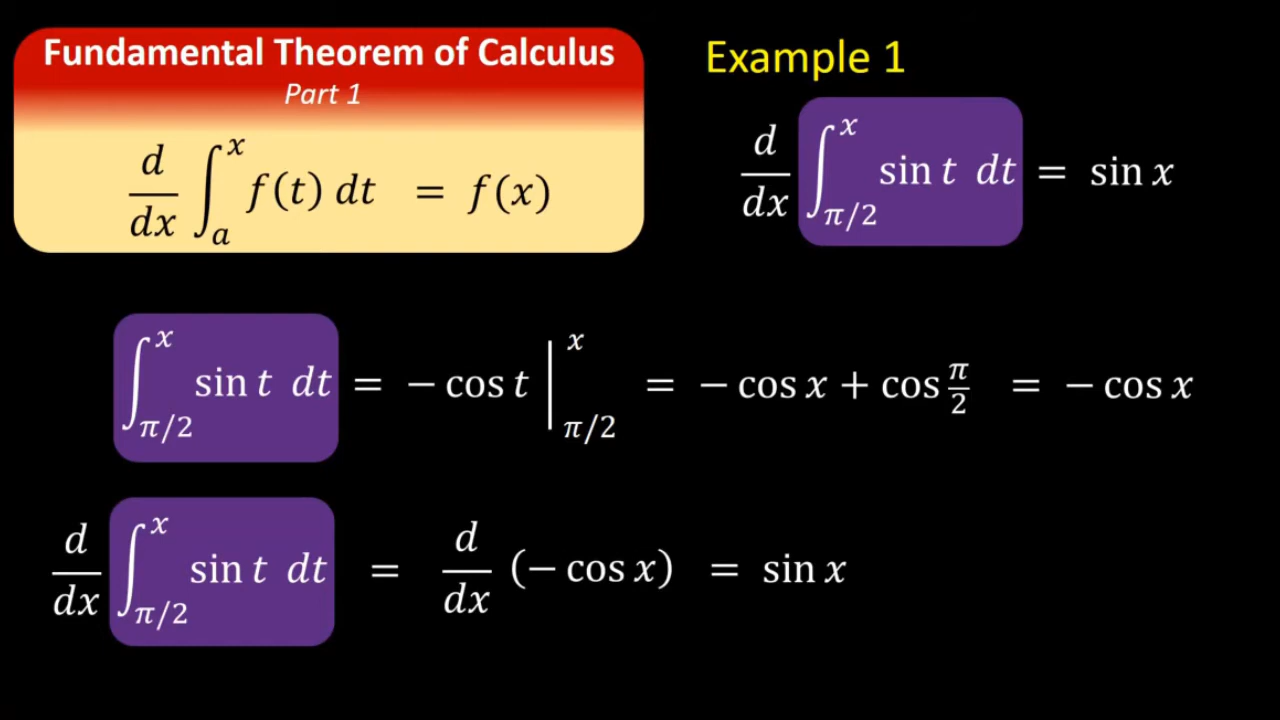 Fundamental Theorem of Calculus
Part 1
d/dx ∫_a^x f(t) dt = f(x)
Example 1
d/dx ∫_{π/2}^x sin t dt = sin x
∫_{π/2}^x sin t dt = − cos t |_{π/2}^x = − cos x + cos π/2 = − cos x
d/dx ∫_{π/2}^x sin t dt = d/dx (− cos x) = sin x